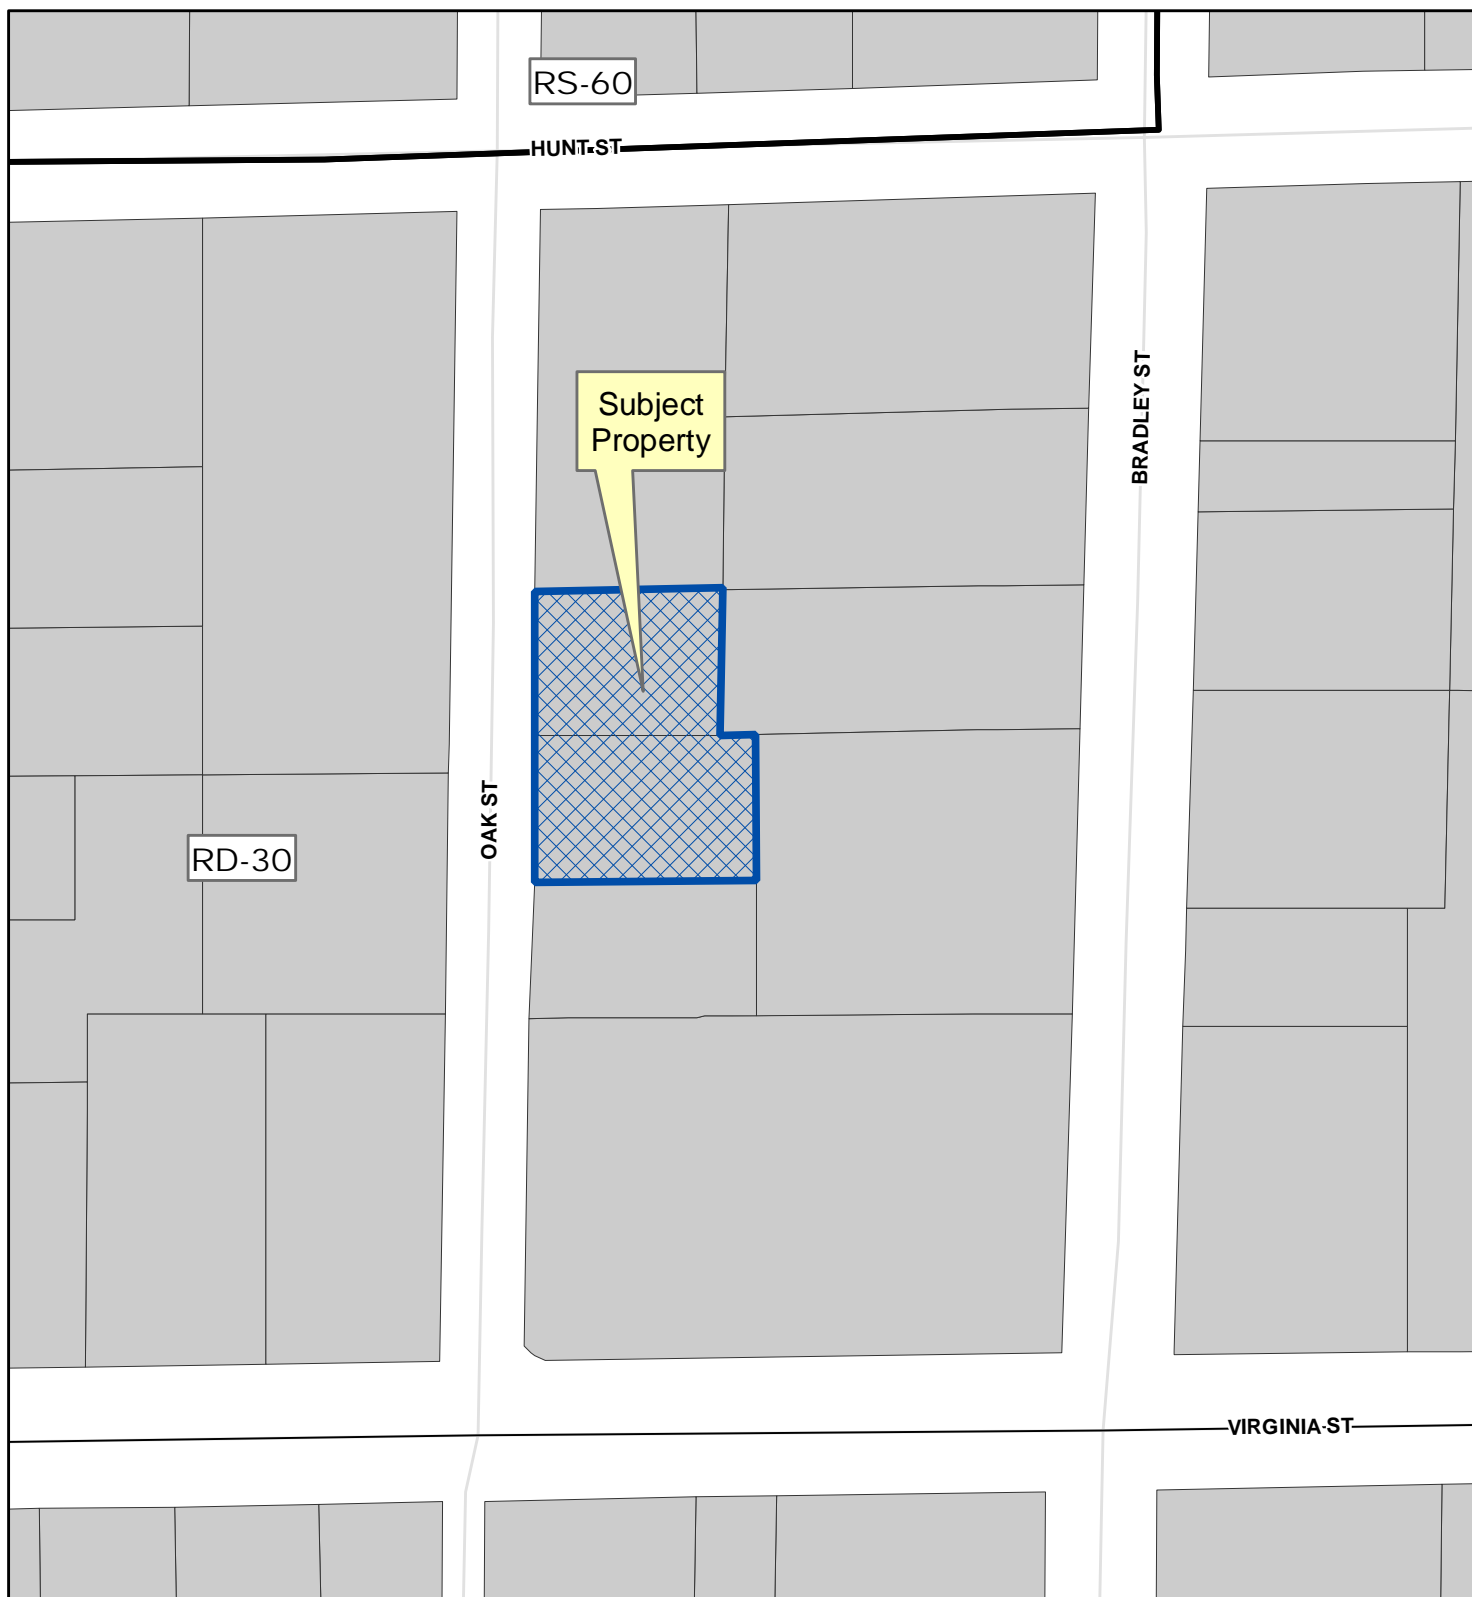 RS-60
HUNT ST
BRADLEY ST
Subject
Property
OAK ST
RD-30
VIRGINIA ST